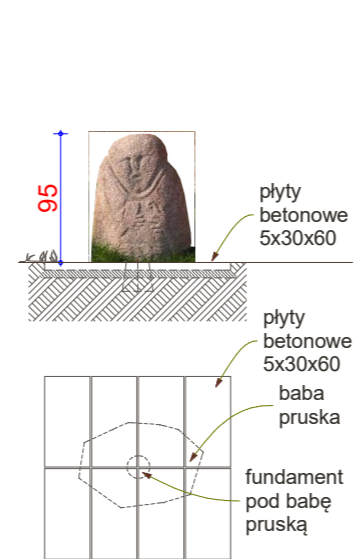 95
płyty
betonowe
5x30x60
płyty
betonowe
5x30x60
baba
pruska
fundament
pod babę
pruską